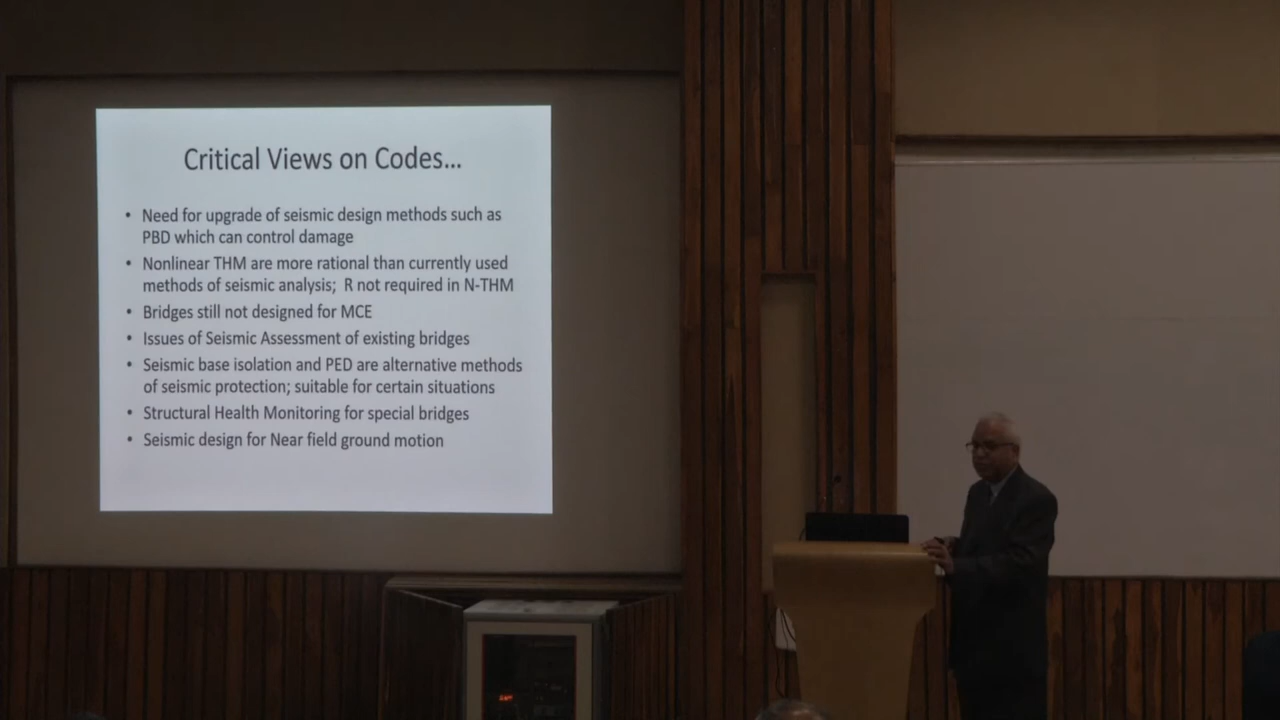 Critical Views on Codes...
• Need for upgrade of seismic design methods such as
PBD which can control damage
• Nonlinear THM are more rational than currently used
methods of seismic analysis; R not required in N-THM
• Bridges still not designed for MCE
• Issues of Seismic Assessment of existing bridges
• Seismic base isolation and PED are alternative methods
of seismic protection; suitable for certain situations
• Structural Health Monitoring for special bridges
• Seismic design for Near field ground motion